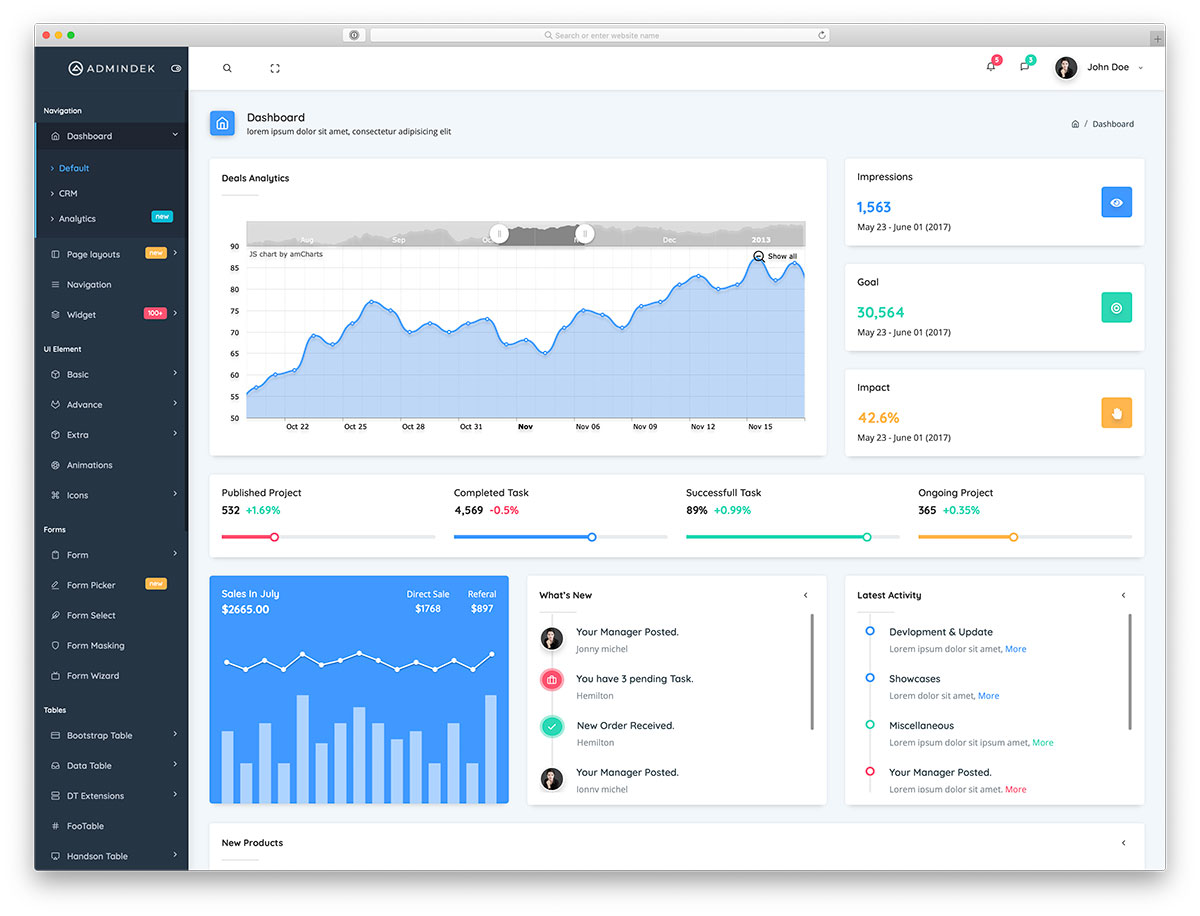 Search or enter website name
ADMINDEK
5
3
John Doe
Navigation
Dashboard
Default
CRM
Analytics new
Page layouts new
Navigation
Widget 100+
UI Element
Basic
Advance
Extra
Animations
Icons
Forms
Form
Form Picker new
Form Select
Form Masking
Form Wizard
Tables
Bootstrap Table
Data Table
DT Extensions
# FooTable
Handson Table
Dashboard
lorem ipsum dolor sit amet, consectetur adipisicing elit
/ Dashboard
Deals Analytics
Aug Sep Dec 2013
JS chart by amCharts
Show all
90
85
80
75
70
65
60
55
50
Oct 22 Oct 25 Oct 28 Oct 31 Nov Nov 06 Nov 09 Nov 12 Nov 15
Impressions
1,563
May 23 - June 01 (2017)
Goal
30,564
May 23 - June 01 (2017)
Impact
42.6%
May 23 - June 01 (2017)
Published Project
532 +1.69%
Completed Task
4,569 -0.5%
Successfull Task
89% +0.99%
Ongoing Project
365 +0.35%
Sales In July
$2665.00
Direct Sale
$1768
Referal
$897
What's New
Your Manager Posted.
Jonny michel
You have 3 pending Task.
Hemilton
New Order Received.
Hemilton
Your Manager Posted.
Jonny michel
Latest Activity
Devlopment & Update
Lorem ipsum dolor sit amet, More
Showcases
Lorem dolor sit amet, More
Miscellaneous
Lorem ipsum dolor sit ipsum amet, More
Your Manager Posted.
Lorem ipsum dolor sit amet. More
New Products